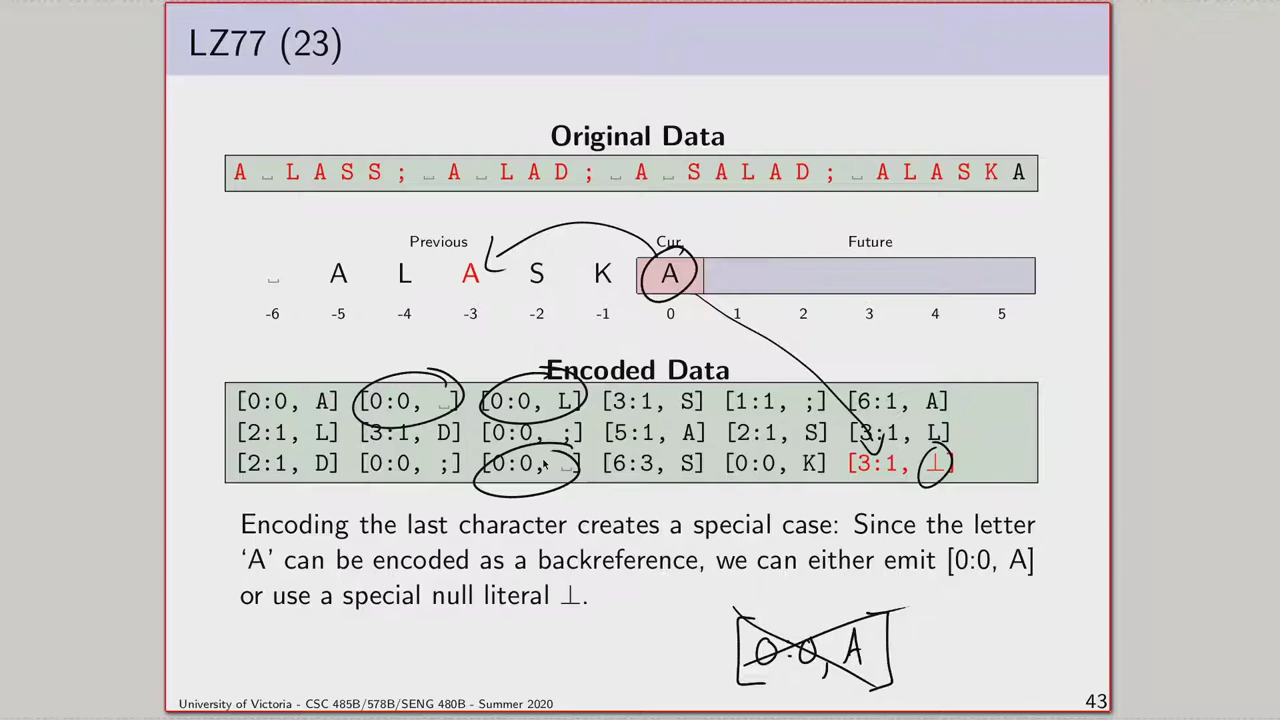 LZ77 (23)
Original Data
A ␣ L A S S ; ␣ A ␣ L A D ; ␣ A ␣ S A L A D ; ␣ A L A S K A
Previous Cur. Future
␣ A L A S K A
-6 -5 -4 -3 -2 -1 0 1 2 3 4 5
Encoded Data
[0:0, A] [0:0, ␣] [0:0, L] [3:1, S] [1:1, ;] [6:1, A]
[2:1, L] [3:1, D] [0:0, ;] [5:1, A] [2:1, S] [3:1, L]
[2:1, D] [0:0, ;] [0:0, ␣] [6:3, S] [0:0, K] [3:1, ⊥]
Encoding the last character creates a special case: Since the letter
‘A’ can be encoded as a backreference, we can either emit [0:0, A]
or use a special null literal ⊥.
[0:0, A]
University of Victoria - CSC 485B/578B/SENG 480B - Summer 2020
43